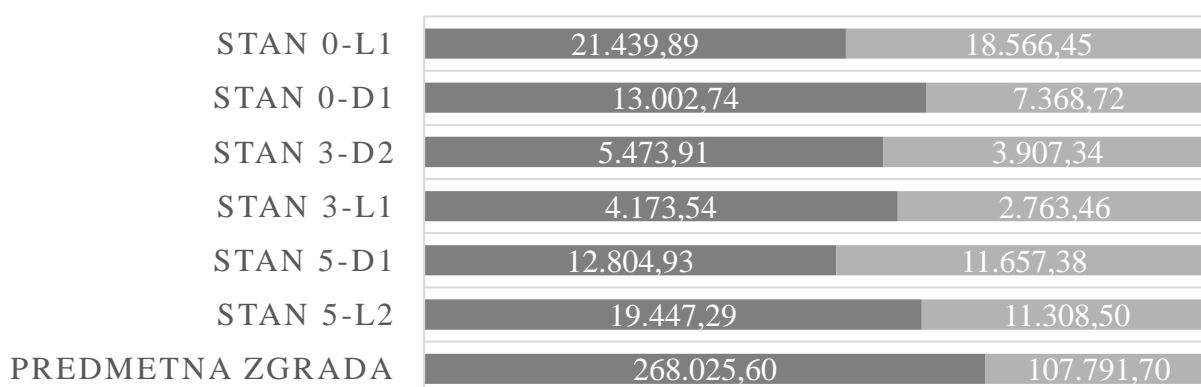 STAN 0-L1 21.439,89 18.566,45
STAN 0-D1 13.002,74 7.368,72
STAN 3-D2 5.473,91 3.907,34
STAN 3-L1 4.173,54 2.763,46
STAN 5-D1 12.804,93 11.657,38
STAN 5-L2 19.447,29 11.308,50
PREDMETNA ZGRADA 268.025,60 107.791,70